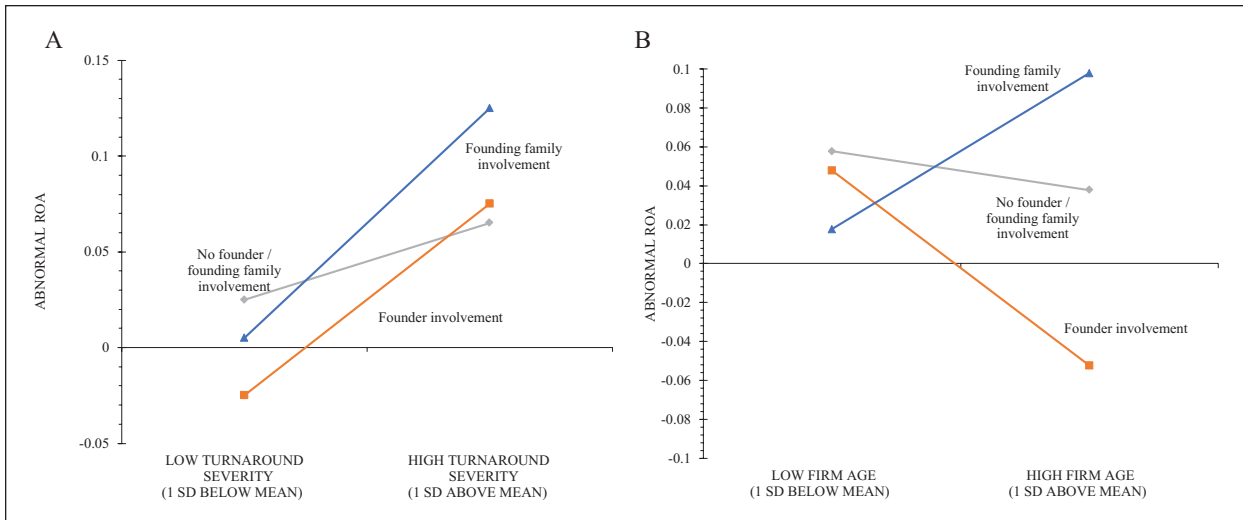 A
ABNORMAL ROA
0.15
0.1
0.05
0
-0.05
Founding family
involvement
No founder /
founding family
involvement
Founder involvement
LOW TURNAROUND
SEVERITY
(1 SD BELOW MEAN)
HIGH TURNAROUND
SEVERITY
(1 SD ABOVE MEAN)
B
ABNORMAL ROA
0.1
0.08
0.06
0.04
0.02
0
-0.02
-0.04
-0.06
-0.08
-0.1
Founding family
involvement
No founder /
founding family
involvement
Founder involvement
LOW FIRM AGE
(1 SD BELOW MEAN)
HIGH FIRM AGE
(1 SD ABOVE MEAN)